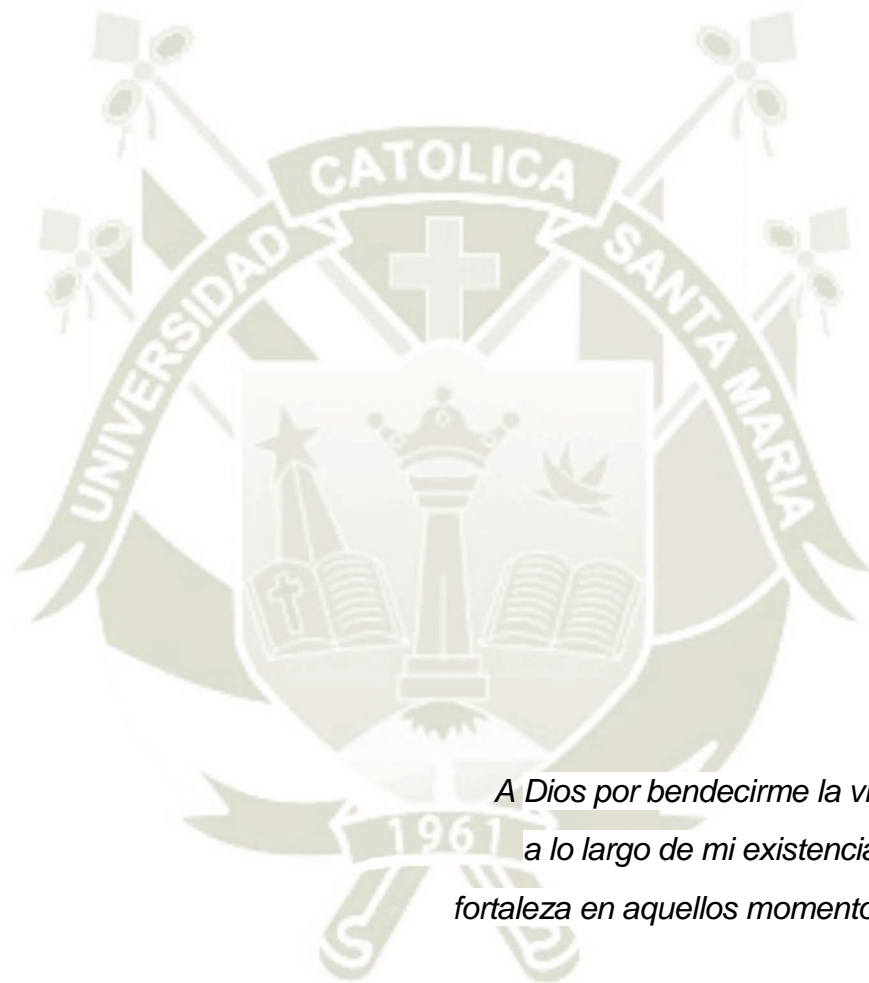 CATOLICA
UNIVERSIDAD
SANTA MARIA
A Dios por bendecirme la
a lo largo de mi existencia
1961
fortaleza en aquellos